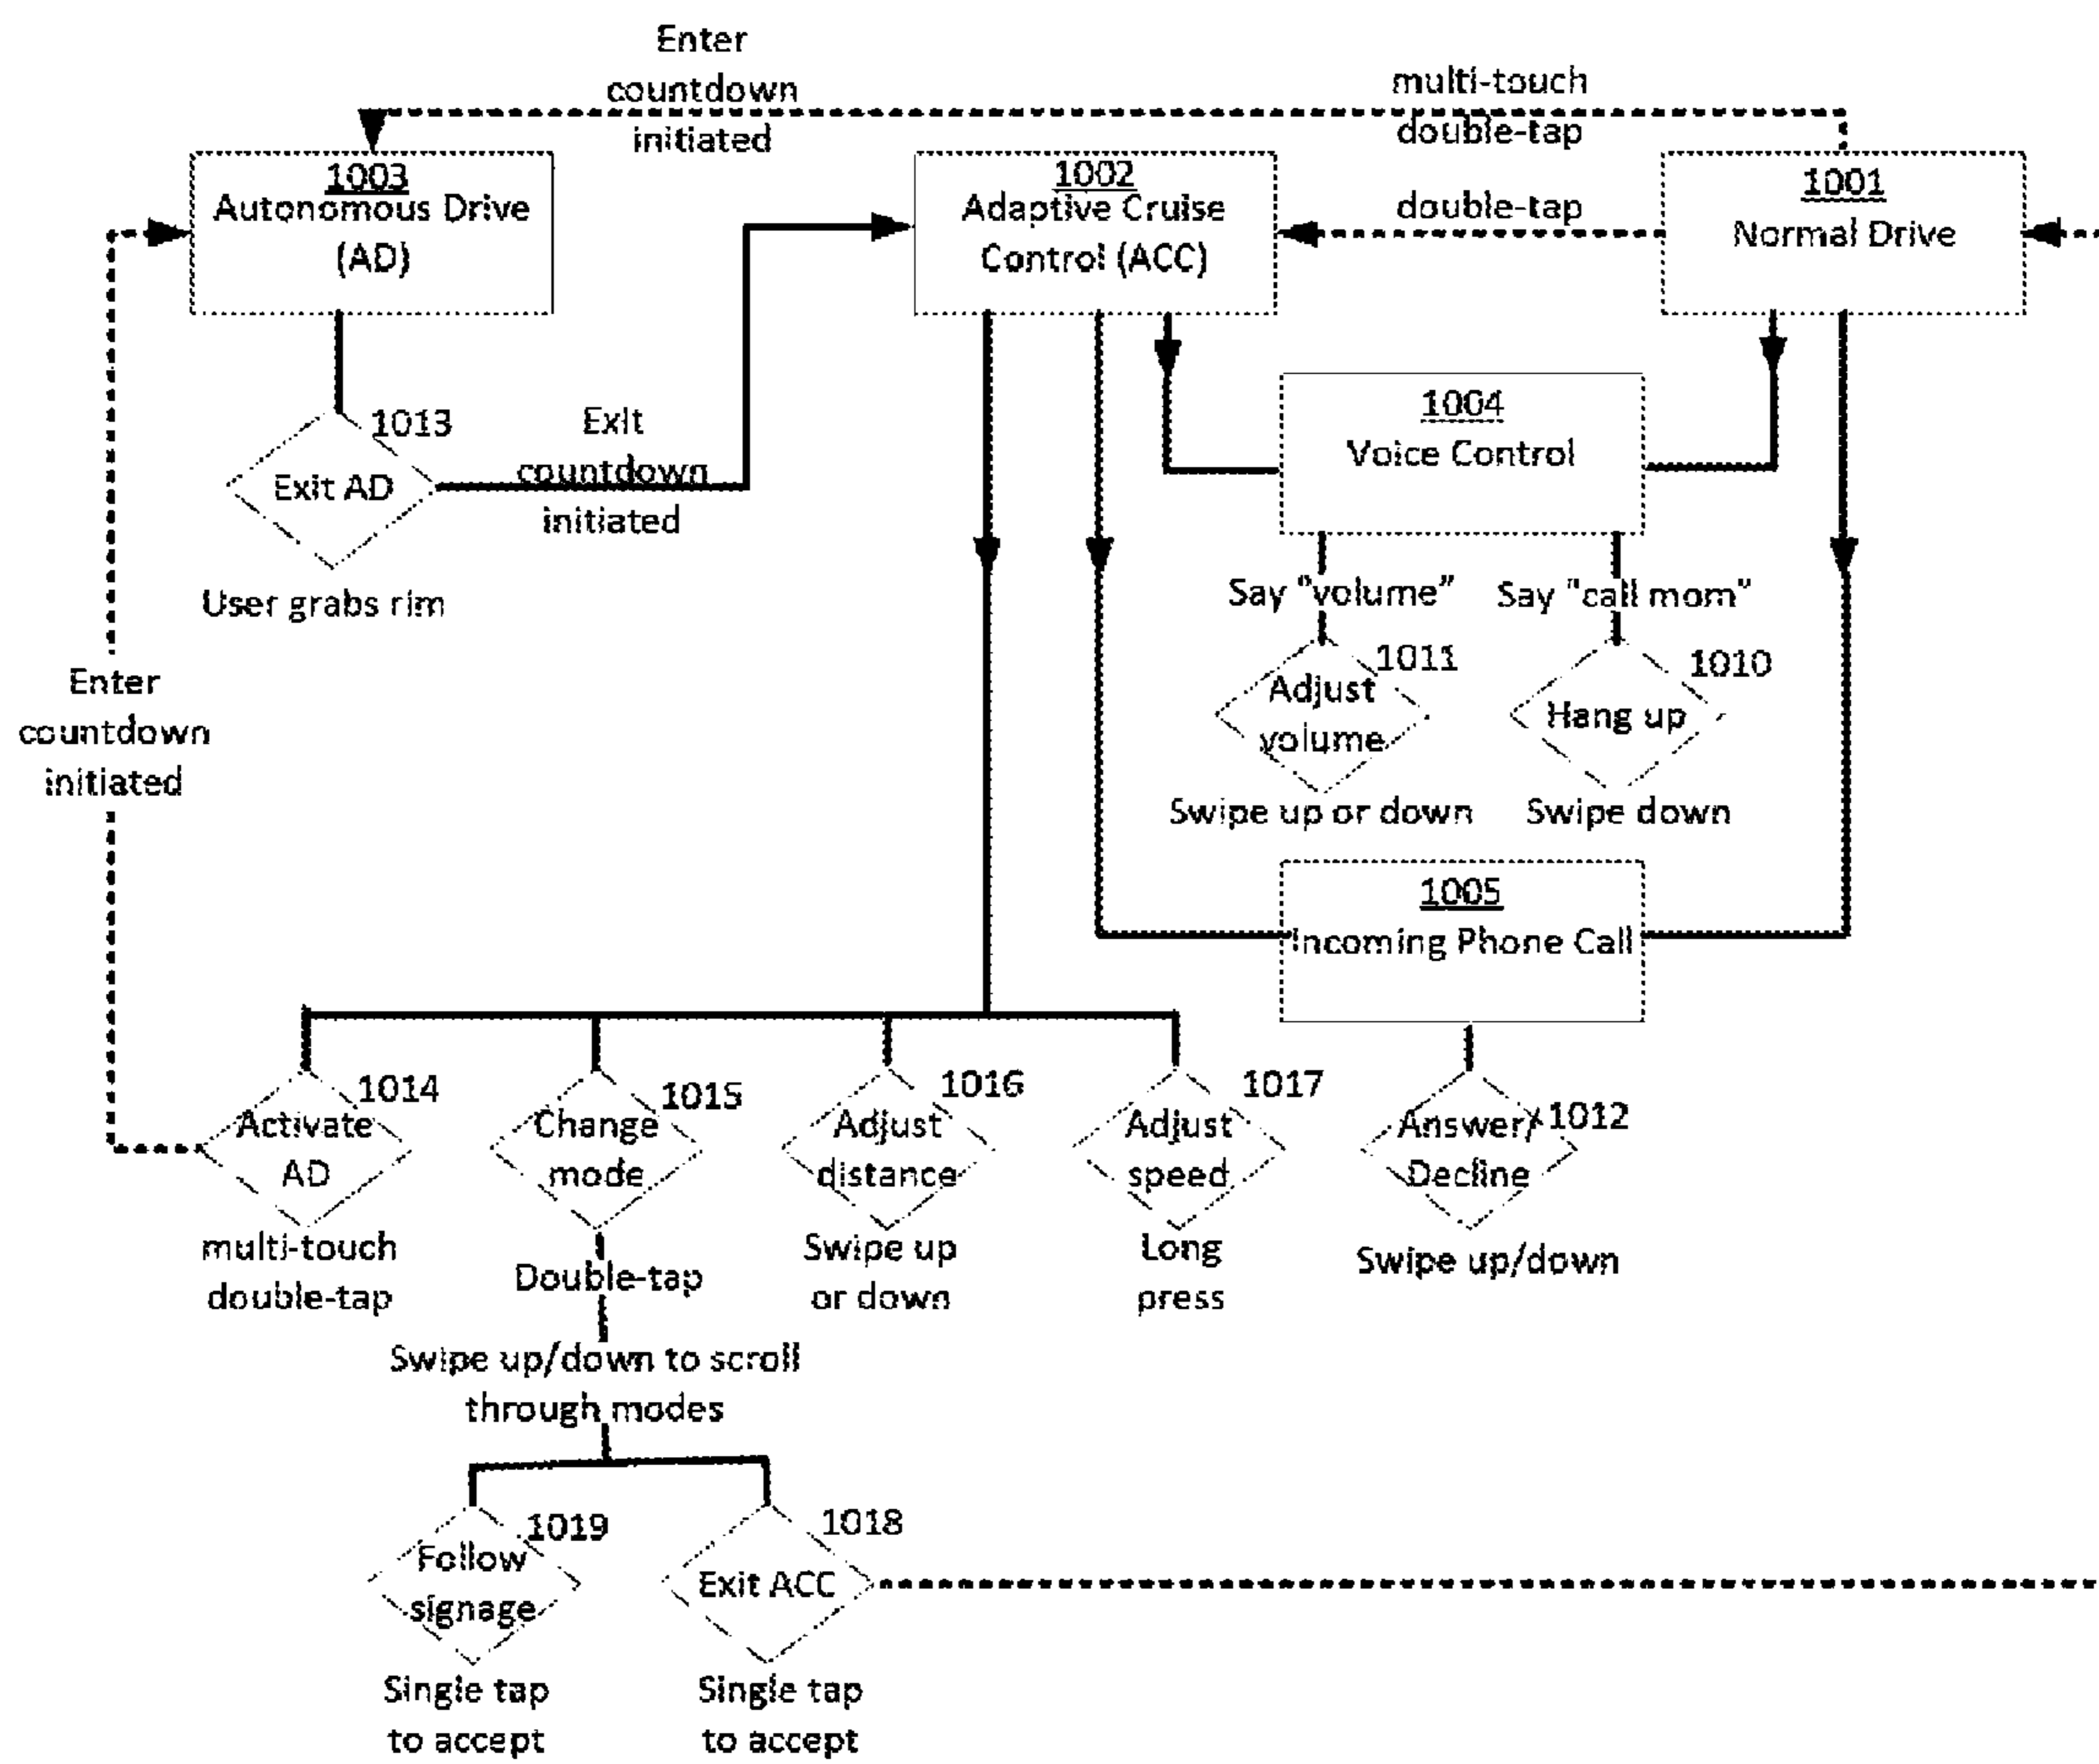 Enter
countdown
initiated
multi-touch
double-tap
1003
Autonomous Drive
(AD)
1002
Adaptive Cruise
Control (ACC)
double-tap
1001
Normal Drive
1013
Exit AD
User grabs rim
Exit
countdown
initiated
1004
Voice Control
Say "volume"
Say "call mom"
1011
Adjust
volume
1010
Hang up
Swipe up or down
Swipe down
Enter
countdown
initiated
1005
Incoming Phone Call
1014
Activate
AD
multi-touch
double-tap
1015
Change
mode
Double-tap
1016
Adjust
distance
Swipe up
or down
1017
Adjust
speed
Long
press
1012
Answer/
Decline
Swipe up/down
Swipe up/down to scroll
through modes
1019
Follow
signage
Single tap
to accept
1018
Exit ACC
Single tap
to accept